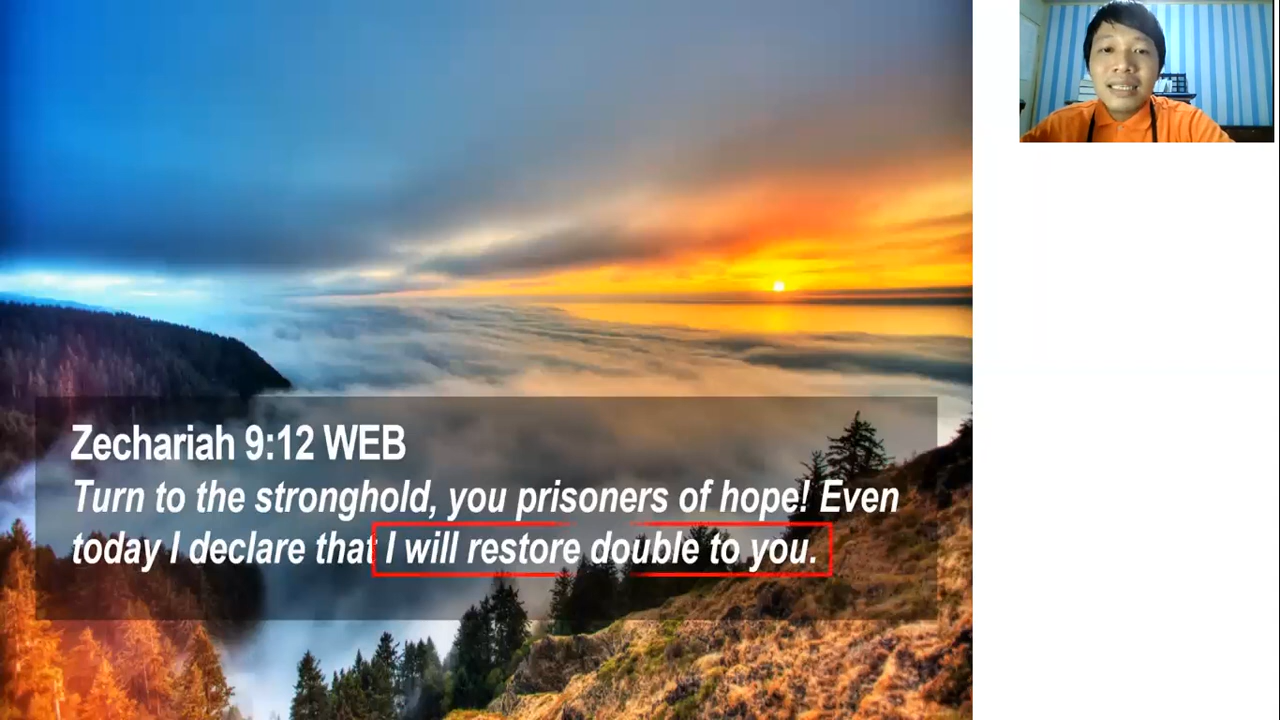 Zechariah 9:12 WEB
Turn to the stronghold, you prisoners of hope! Even
today I declare that I will restore double to you.